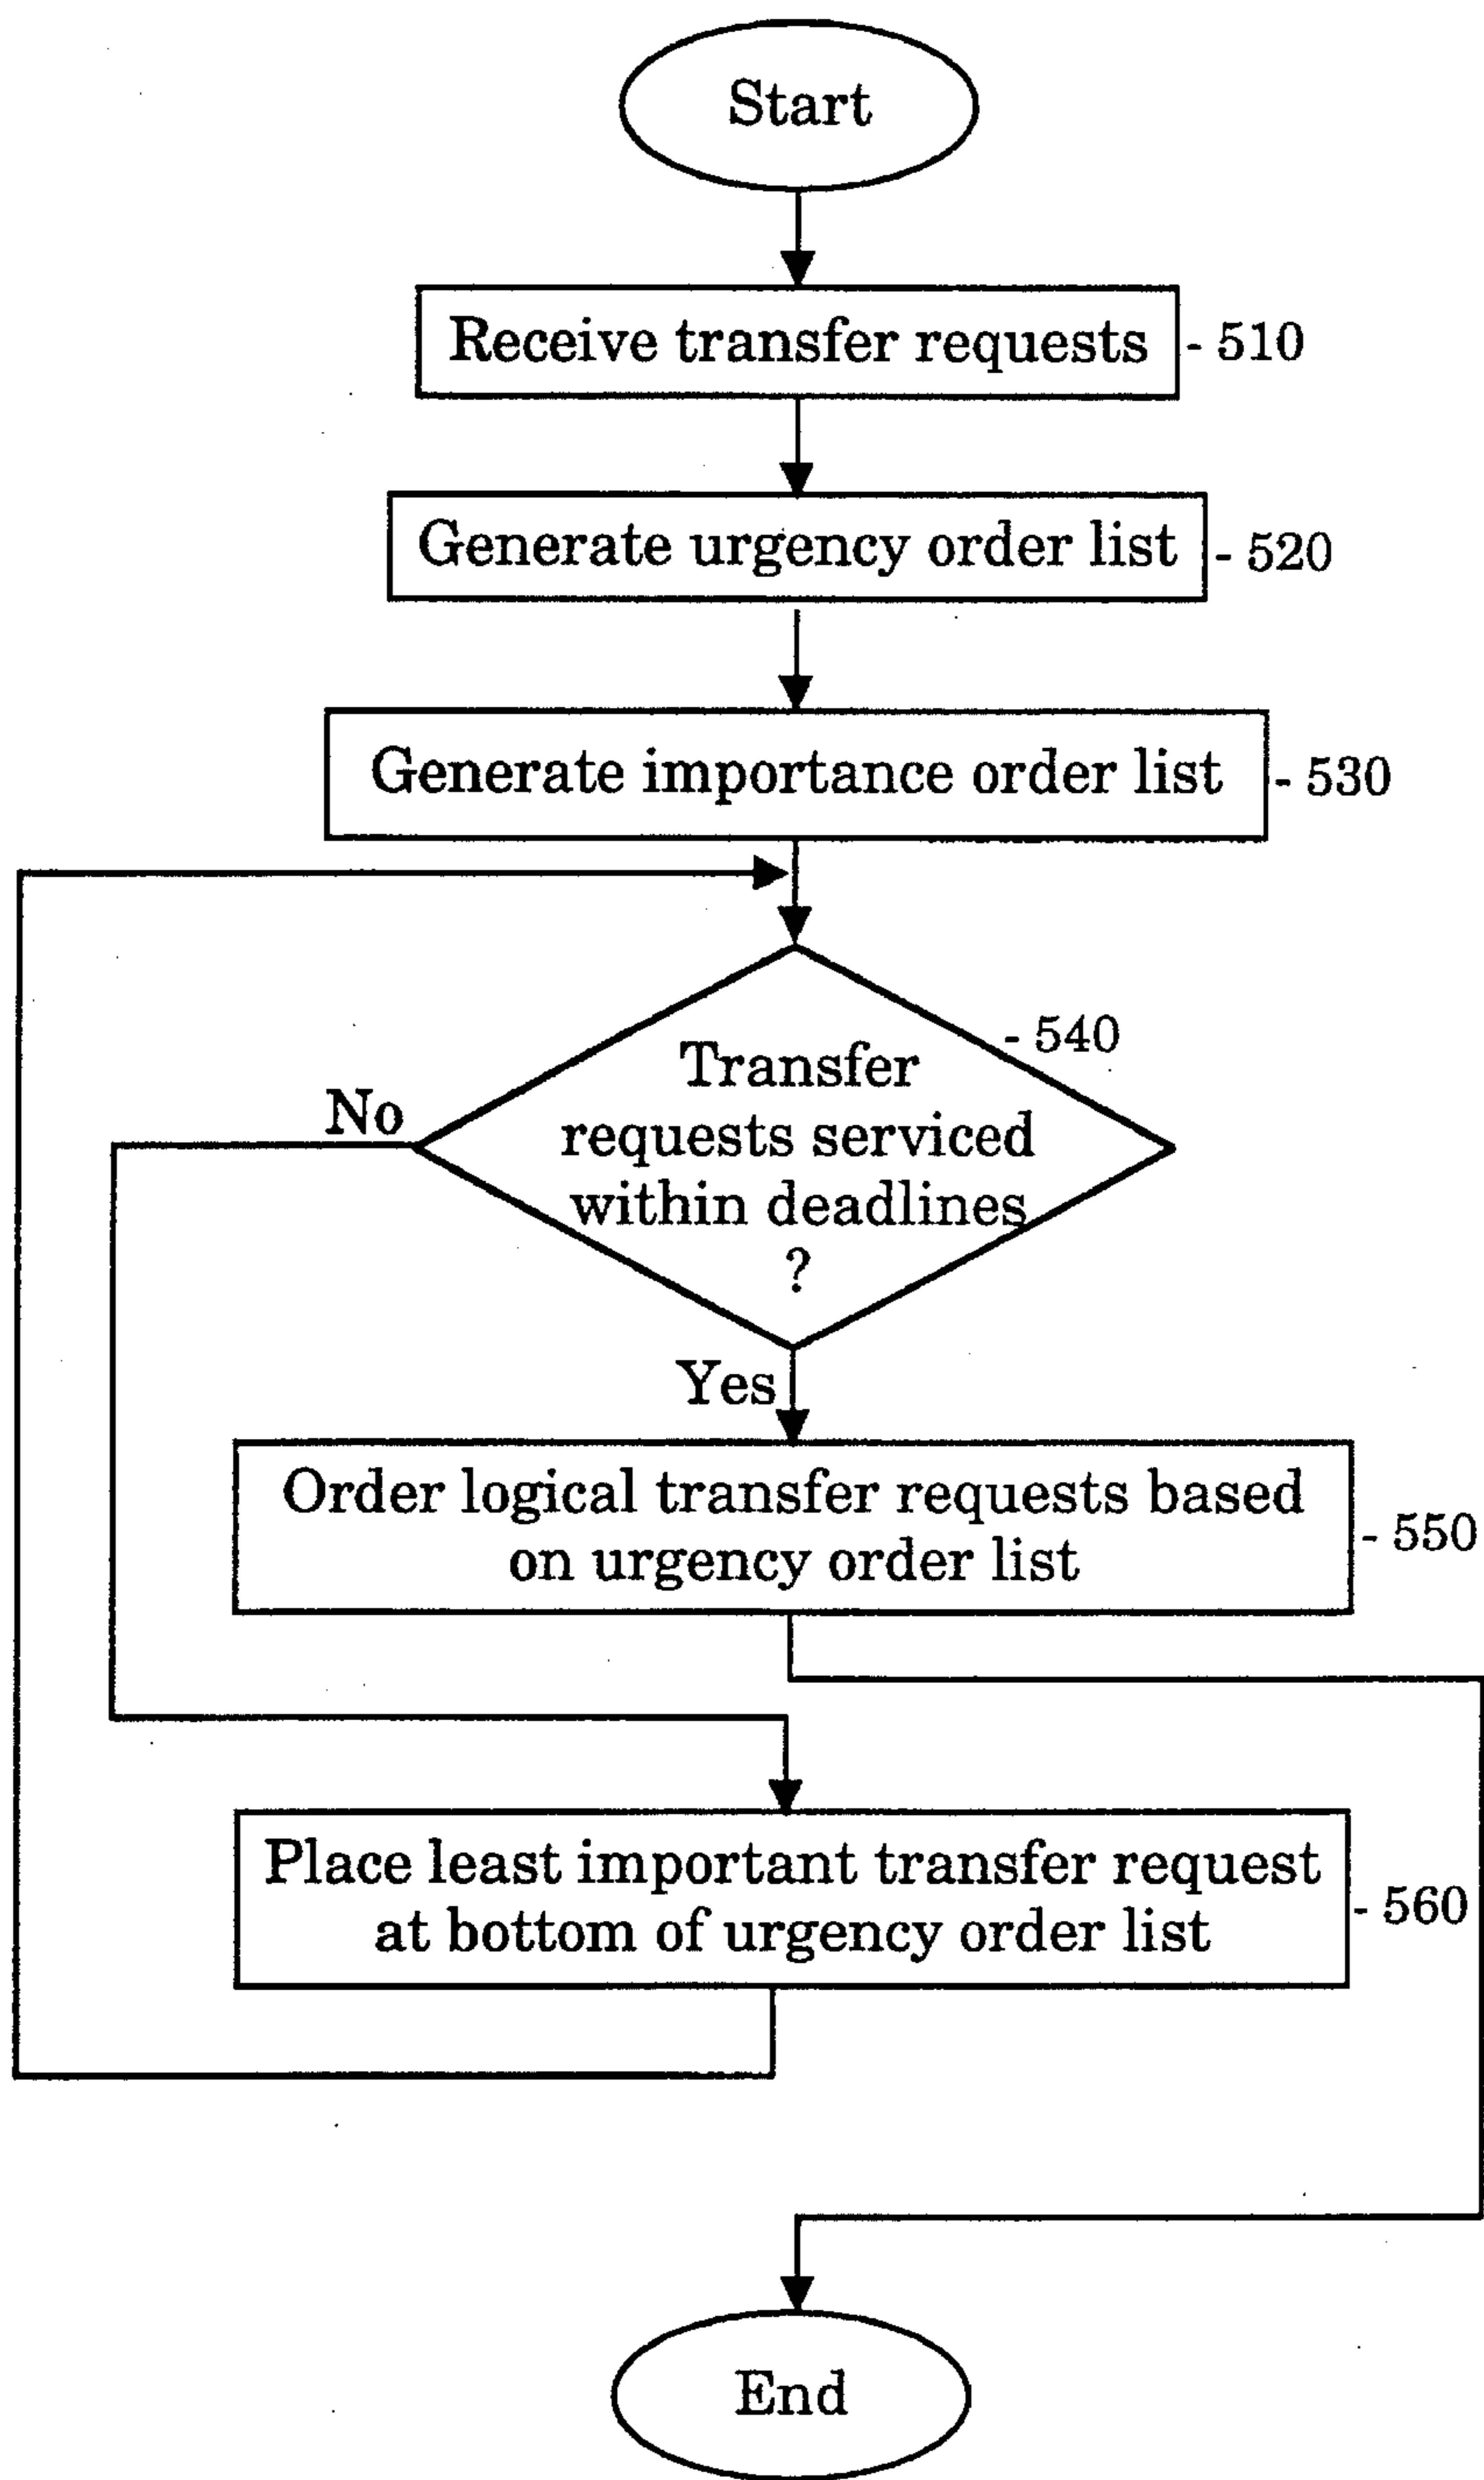 Start
Receive transfer requests - 510
Generate urgency order list - 520
Generate importance order list - 530
- 540
Transfer
requests serviced
within deadlines
?
No
Yes
Order logical transfer requests based
on urgency order list
- 550
Place least important transfer request
at bottom of urgency order list
- 560
End